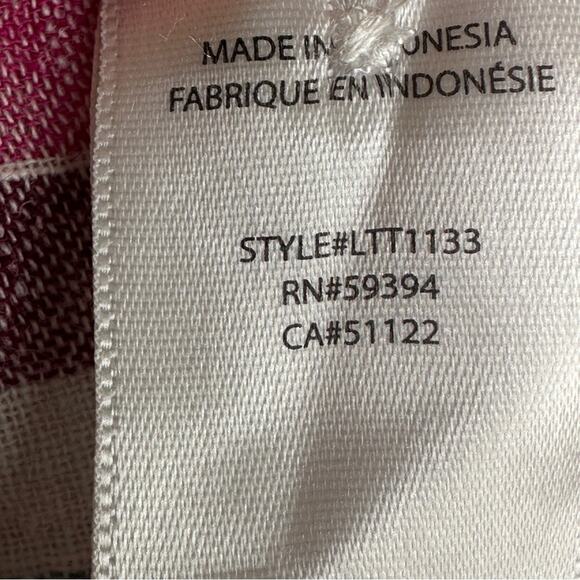 MADE IN INDONESIA
FABRIQUE EN INDONÉSIE
STYLE#LTT1133
RN#59394
CA#51122